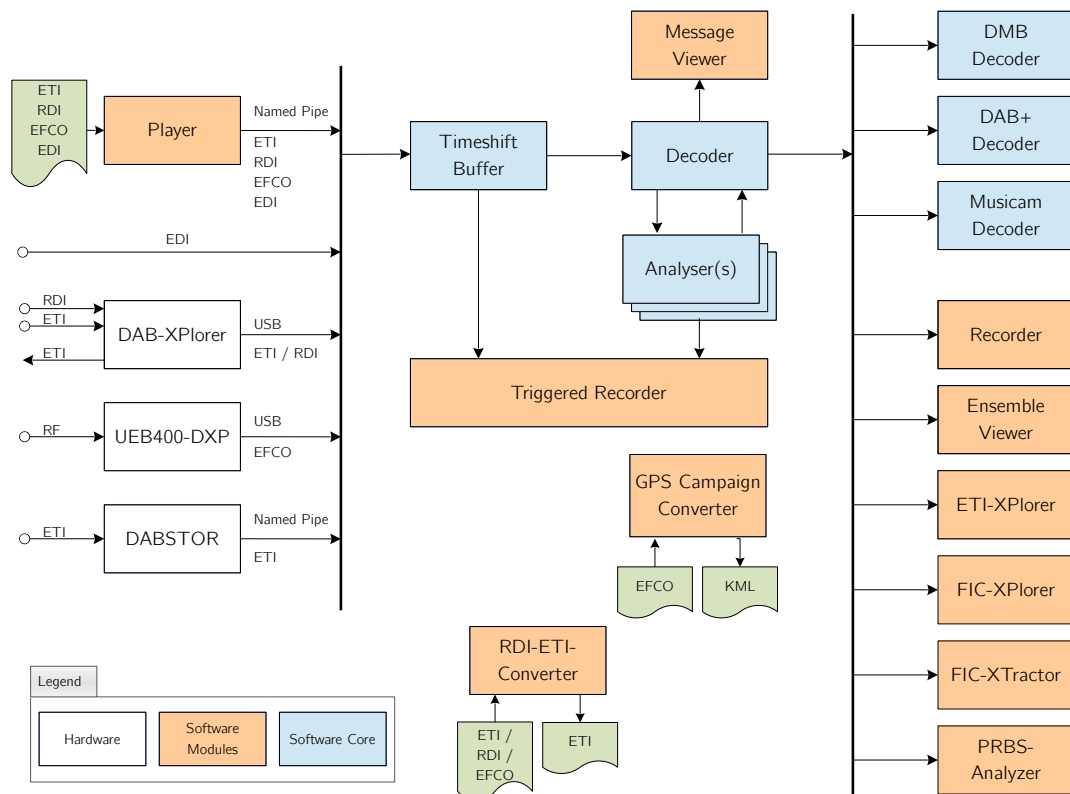 ETI
RDI
EFCO
EDI
Player
Named Pipe
ETI
RDI
EFCO
EDI
EDI
RDI
ETI
ETI
DAB-XPlorer
USB
ETI / RDI
RF
UEB400-DXP
USB
EFCO
ETI
DABSTOR
Named Pipe
ETI
Timeshift
Buffer
Message
Viewer
Decoder
Analyser(s)
Triggered Recorder
GPS Campaign
Converter
EFCO
KML
RDI-ETI-
Converter
ETI /
RDI /
EFCO
ETI
DMB
Decoder
DAB+
Decoder
Musicam
Decoder
Recorder
Ensemble
Viewer
ETI-XPlorer
FIC-XPlorer
FIC-XTractor
PRBS-
Analyzer
Legend
Hardware
Software
Modules
Software Core